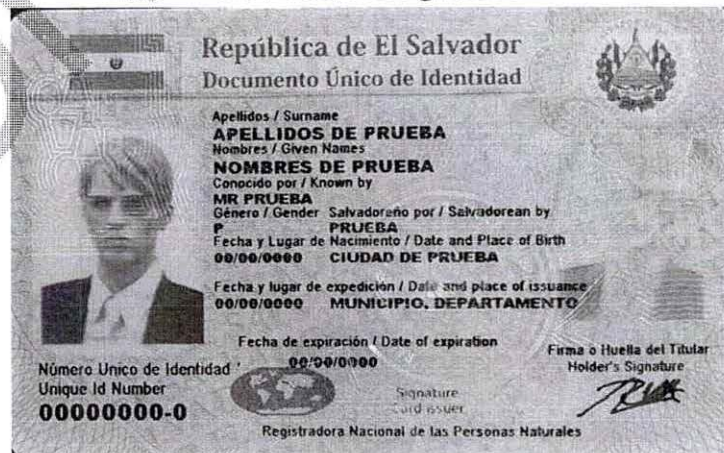 República de El Salvador
Documento Único de Identidad
Apellidos / Surname
APELLIDOS DE PRUEBA
Nombres / Given Names
NOMBRES DE PRUEBA
Conocido por / Known by
MR PRUEBA
Género / Gender Salvadoreño por / Salvadorean by
P PRUEBA
Fecha y Lugar de Nacimiento / Date and Place of Birth
00/00/0000 CIUDAD DE PRUEBA
Fecha y lugar de expedición / Date and place of issuance
00/00/0000 MUNICIPIO, DEPARTAMENTO
Fecha de expiración / Date of expiration
00/00/0000
Número Unico de Identidad
Unique Id Number
00000000-0
Firma o Huella del Titular
Holder's Signature
Signature
Card issuer
Registradora Nacional de las Personas Naturales